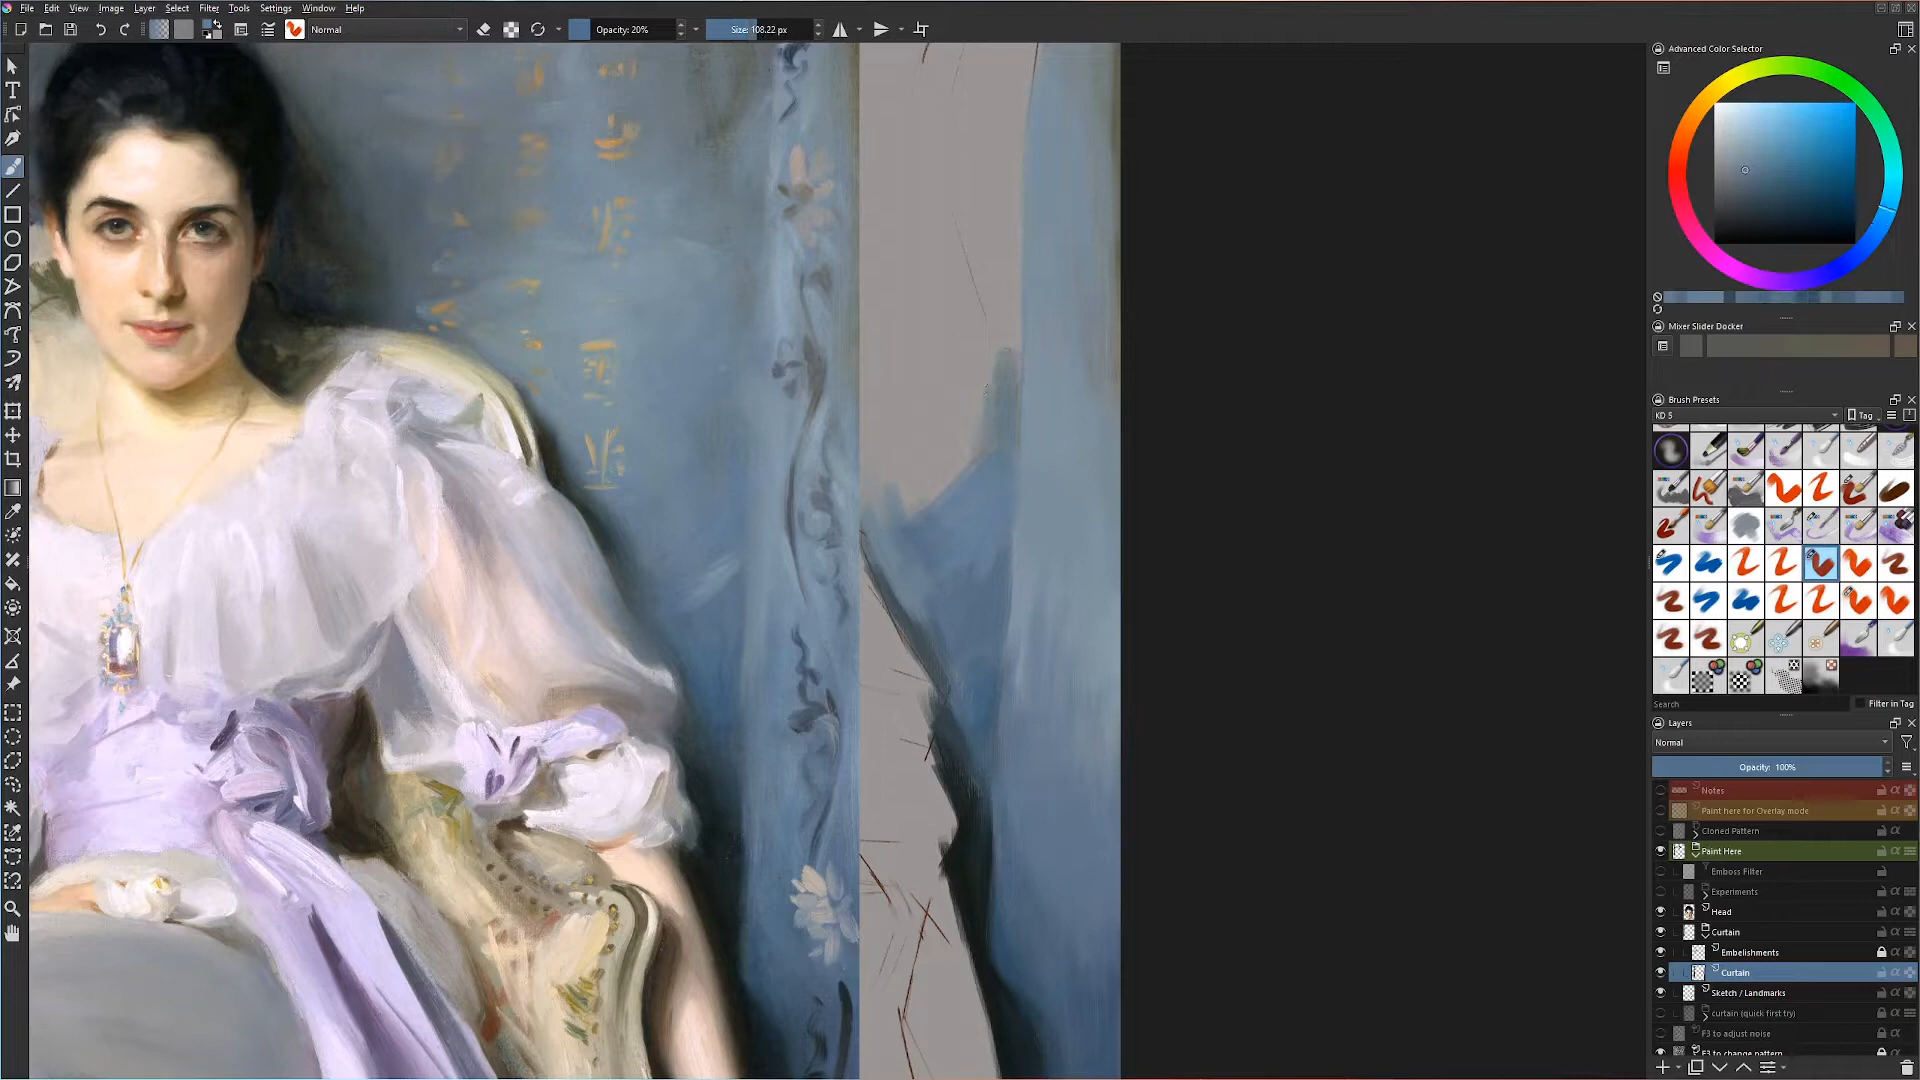 File Edit View Image Layer Select Filter Tools Settings Window Help
Normal
Opacity: 20%
Size: 108.22 px
Advanced Color Selector
Mixer Slider Docker
Brush Presets
KD 5
Tag
Search
Filter in Tag
Layers
Normal
Opacity: 100%
Notes
Paint here for Overlay mode
Cloned Pattern
Paint Here
Emboss Filter
Experiments
Head
Curtain
Embelishments
Curtain
Sketch / Landmarks
curtain (quick first try)
F3 to adjust noise
F3 to change pattern